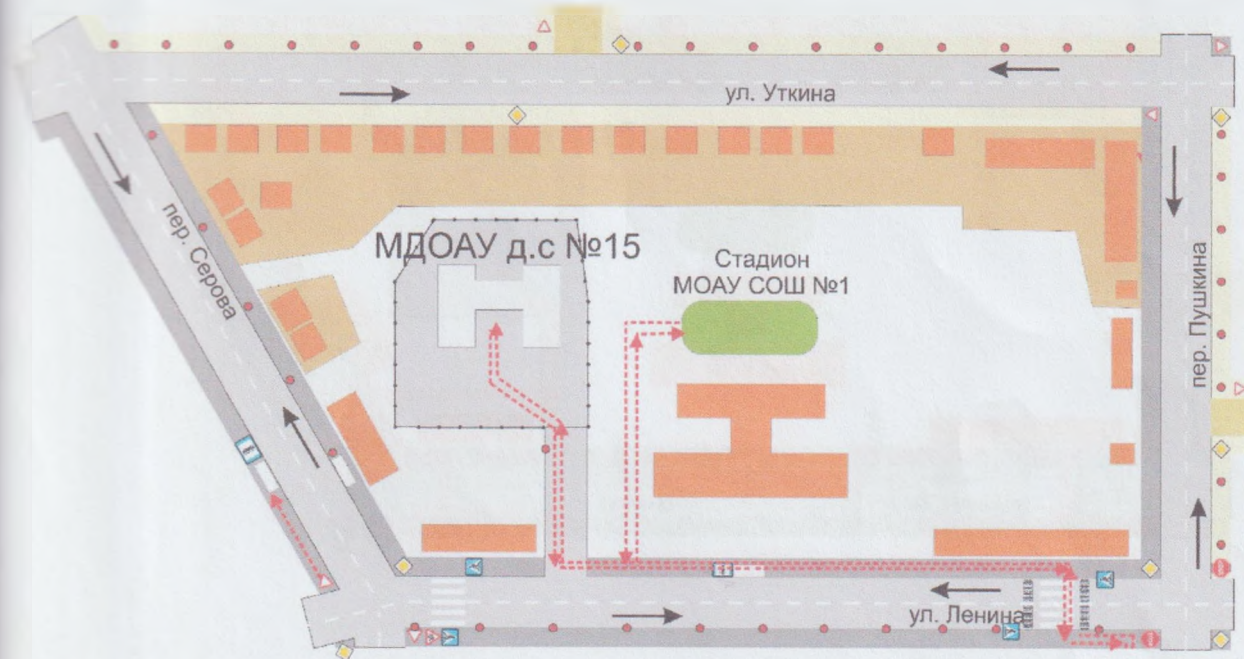 ул. Уткина
пер. Серова
МДОАУ д.с №15
Стадион
МОАУ СОШ №1
пер. Пушкина
ул. Ленина